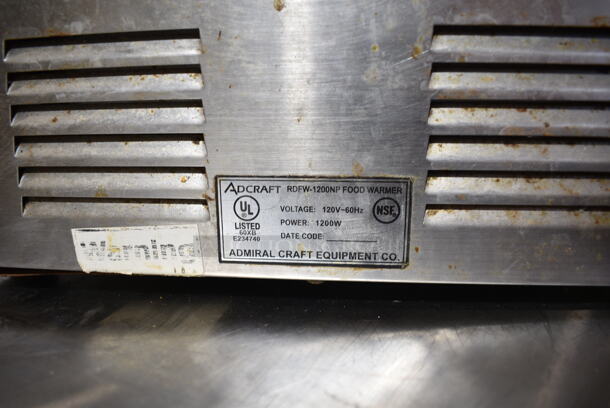 ADCRAFT RDFW-1200NP FOOD WARMER
UL
LISTED
60XB
E234740
VOLTAGE: 120V~60Hz
POWER: 1200W
DATE CODE:
NSF
ADMIRAL CRAFT EQUIPMENT CO.